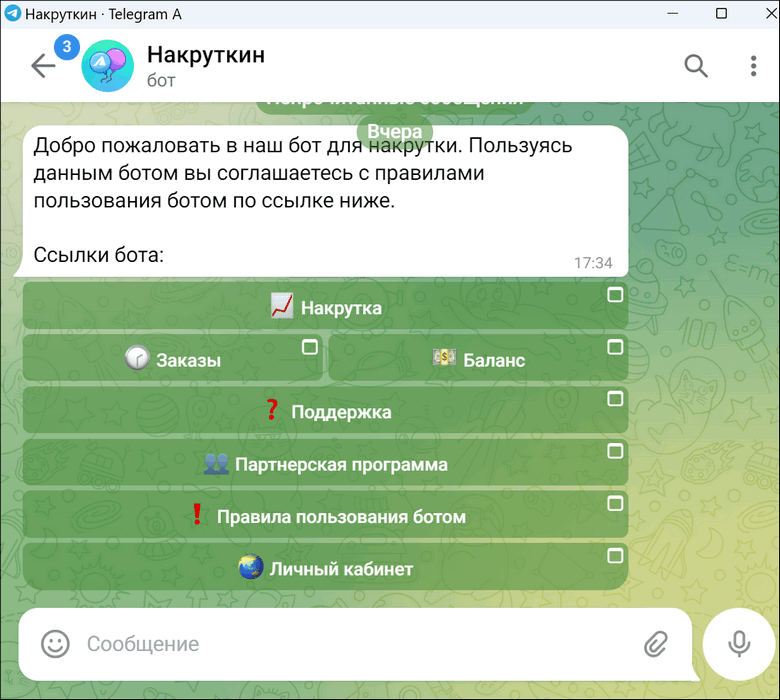 Накруткин · Telegram A
3
Накруткин
бот
Непрочитанные сообщения
Вчера
Добро пожаловать в наш бот для накрутки. Пользуясь
данным ботом вы соглашаетесь с правилами
пользования ботом по ссылке ниже.
Ссылки бота:
17:34
Накрутка
Заказы
Баланс
Поддержка
Партнерская программа
Правила пользования ботом
Личный кабинет
Сообщение